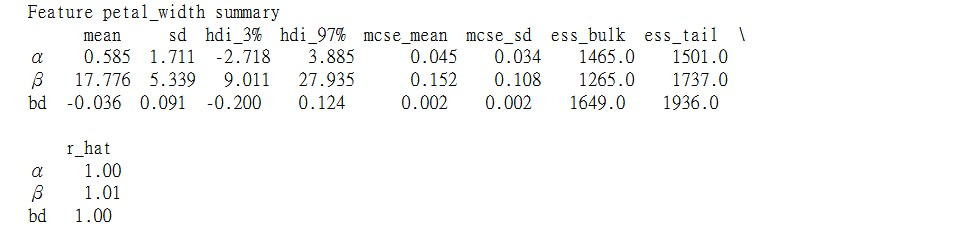 Feature petal_width summary
mean sd hdi_3% hdi_97% mcse_mean mcse_sd ess_bulk ess_tail \
α 0.585 1.711 -2.718 3.885 0.045 0.034 1465.0 1501.0
β 17.776 5.339 9.011 27.935 0.152 0.108 1265.0 1737.0
bd -0.036 0.091 -0.200 0.124 0.002 0.002 1649.0 1936.0
r_hat
α 1.00
β 1.01
bd 1.00